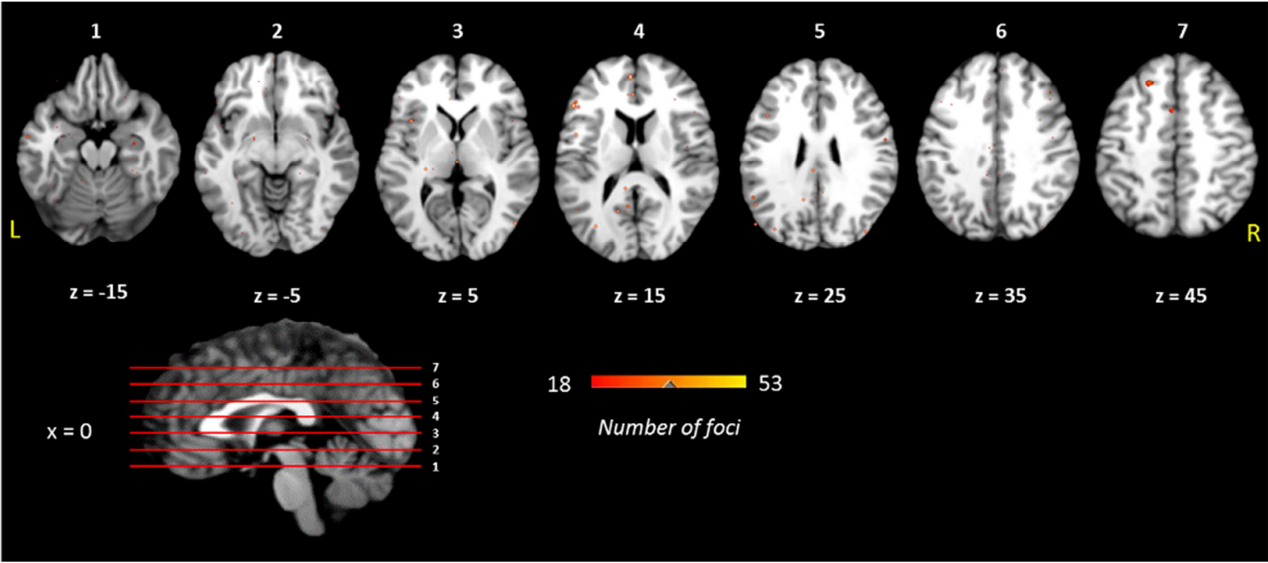 1 2 3 4 5 6 7
L R
z = -15 z = -5 z = 5 z = 15 z = 25 z = 35 z = 45
7
6
5
4
3
2
1
x = 0
18 53
Number of foci